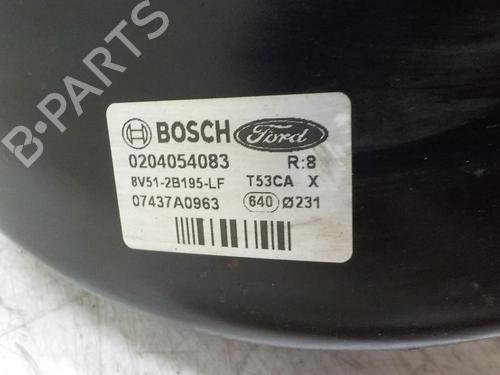 B-PARTS
BOSCH Ford
0204054083 R:8
8V51-2B195-LF T53CA X
07437A0963 640 Ø231